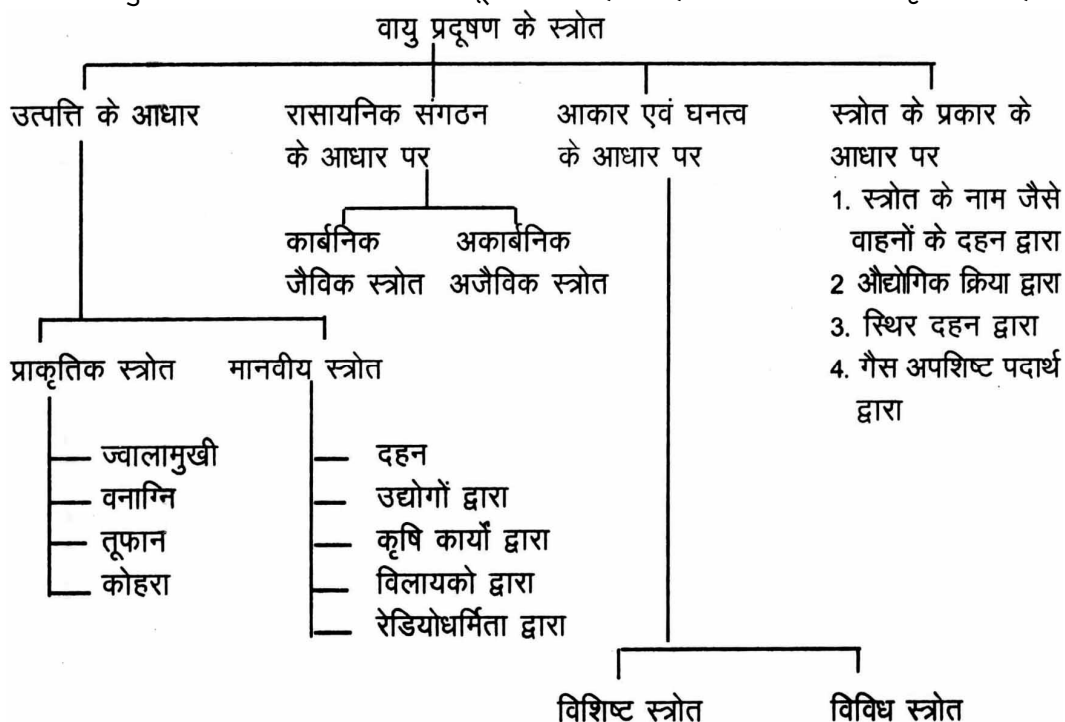 वायु प्रदूषण के स्त्रोत
उत्पत्ति के आधार
रासायनिक संगठन
के आधार पर
कार्बनिक
जैविक स्त्रोत
अकार्बनिक
अजैविक स्त्रोत
आकार एवं घनत्व
के आधार पर
स्त्रोत के प्रकार के
आधार पर
1. स्त्रोत के नाम जैसे
वाहनों के दहन द्वारा
2 औद्योगिक क्रिया द्वारा
3. स्थिर दहन द्वारा
4. गैस अपशिष्ट पदार्थ
द्वारा
प्राकृतिक स्त्रोत
ज्वालामुखी
वनाग्नि
तूफान
कोहरा
मानवीय स्त्रोत
दहन
उद्योगों द्वारा
कृषि कार्यों द्वारा
विलायको द्वारा
रेडियोधर्मिता द्वारा
विशिष्ट स्त्रोत
विविध स्त्रोत